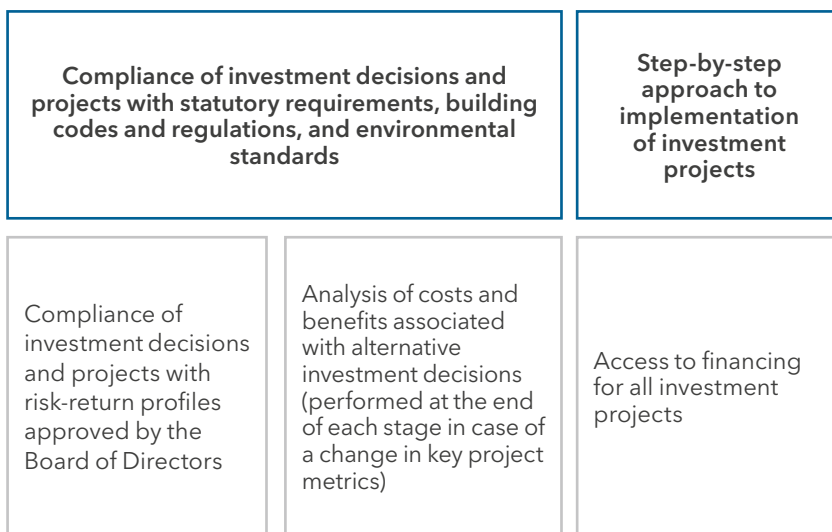 Compliance of investment decisions and
projects with statutory requirements, building
codes and regulations, and environmental
standards
Step-by-step
approach to
implementation
of investment
projects
Compliance of
investment decisions
and projects with
risk-return profiles
approved by the
Board of Directors
Analysis of costs and
benefits associated
with alternative
investment decisions
(performed at the end
of each stage in case of
a change in key project
metrics)
Access to financing
for all investment
projects